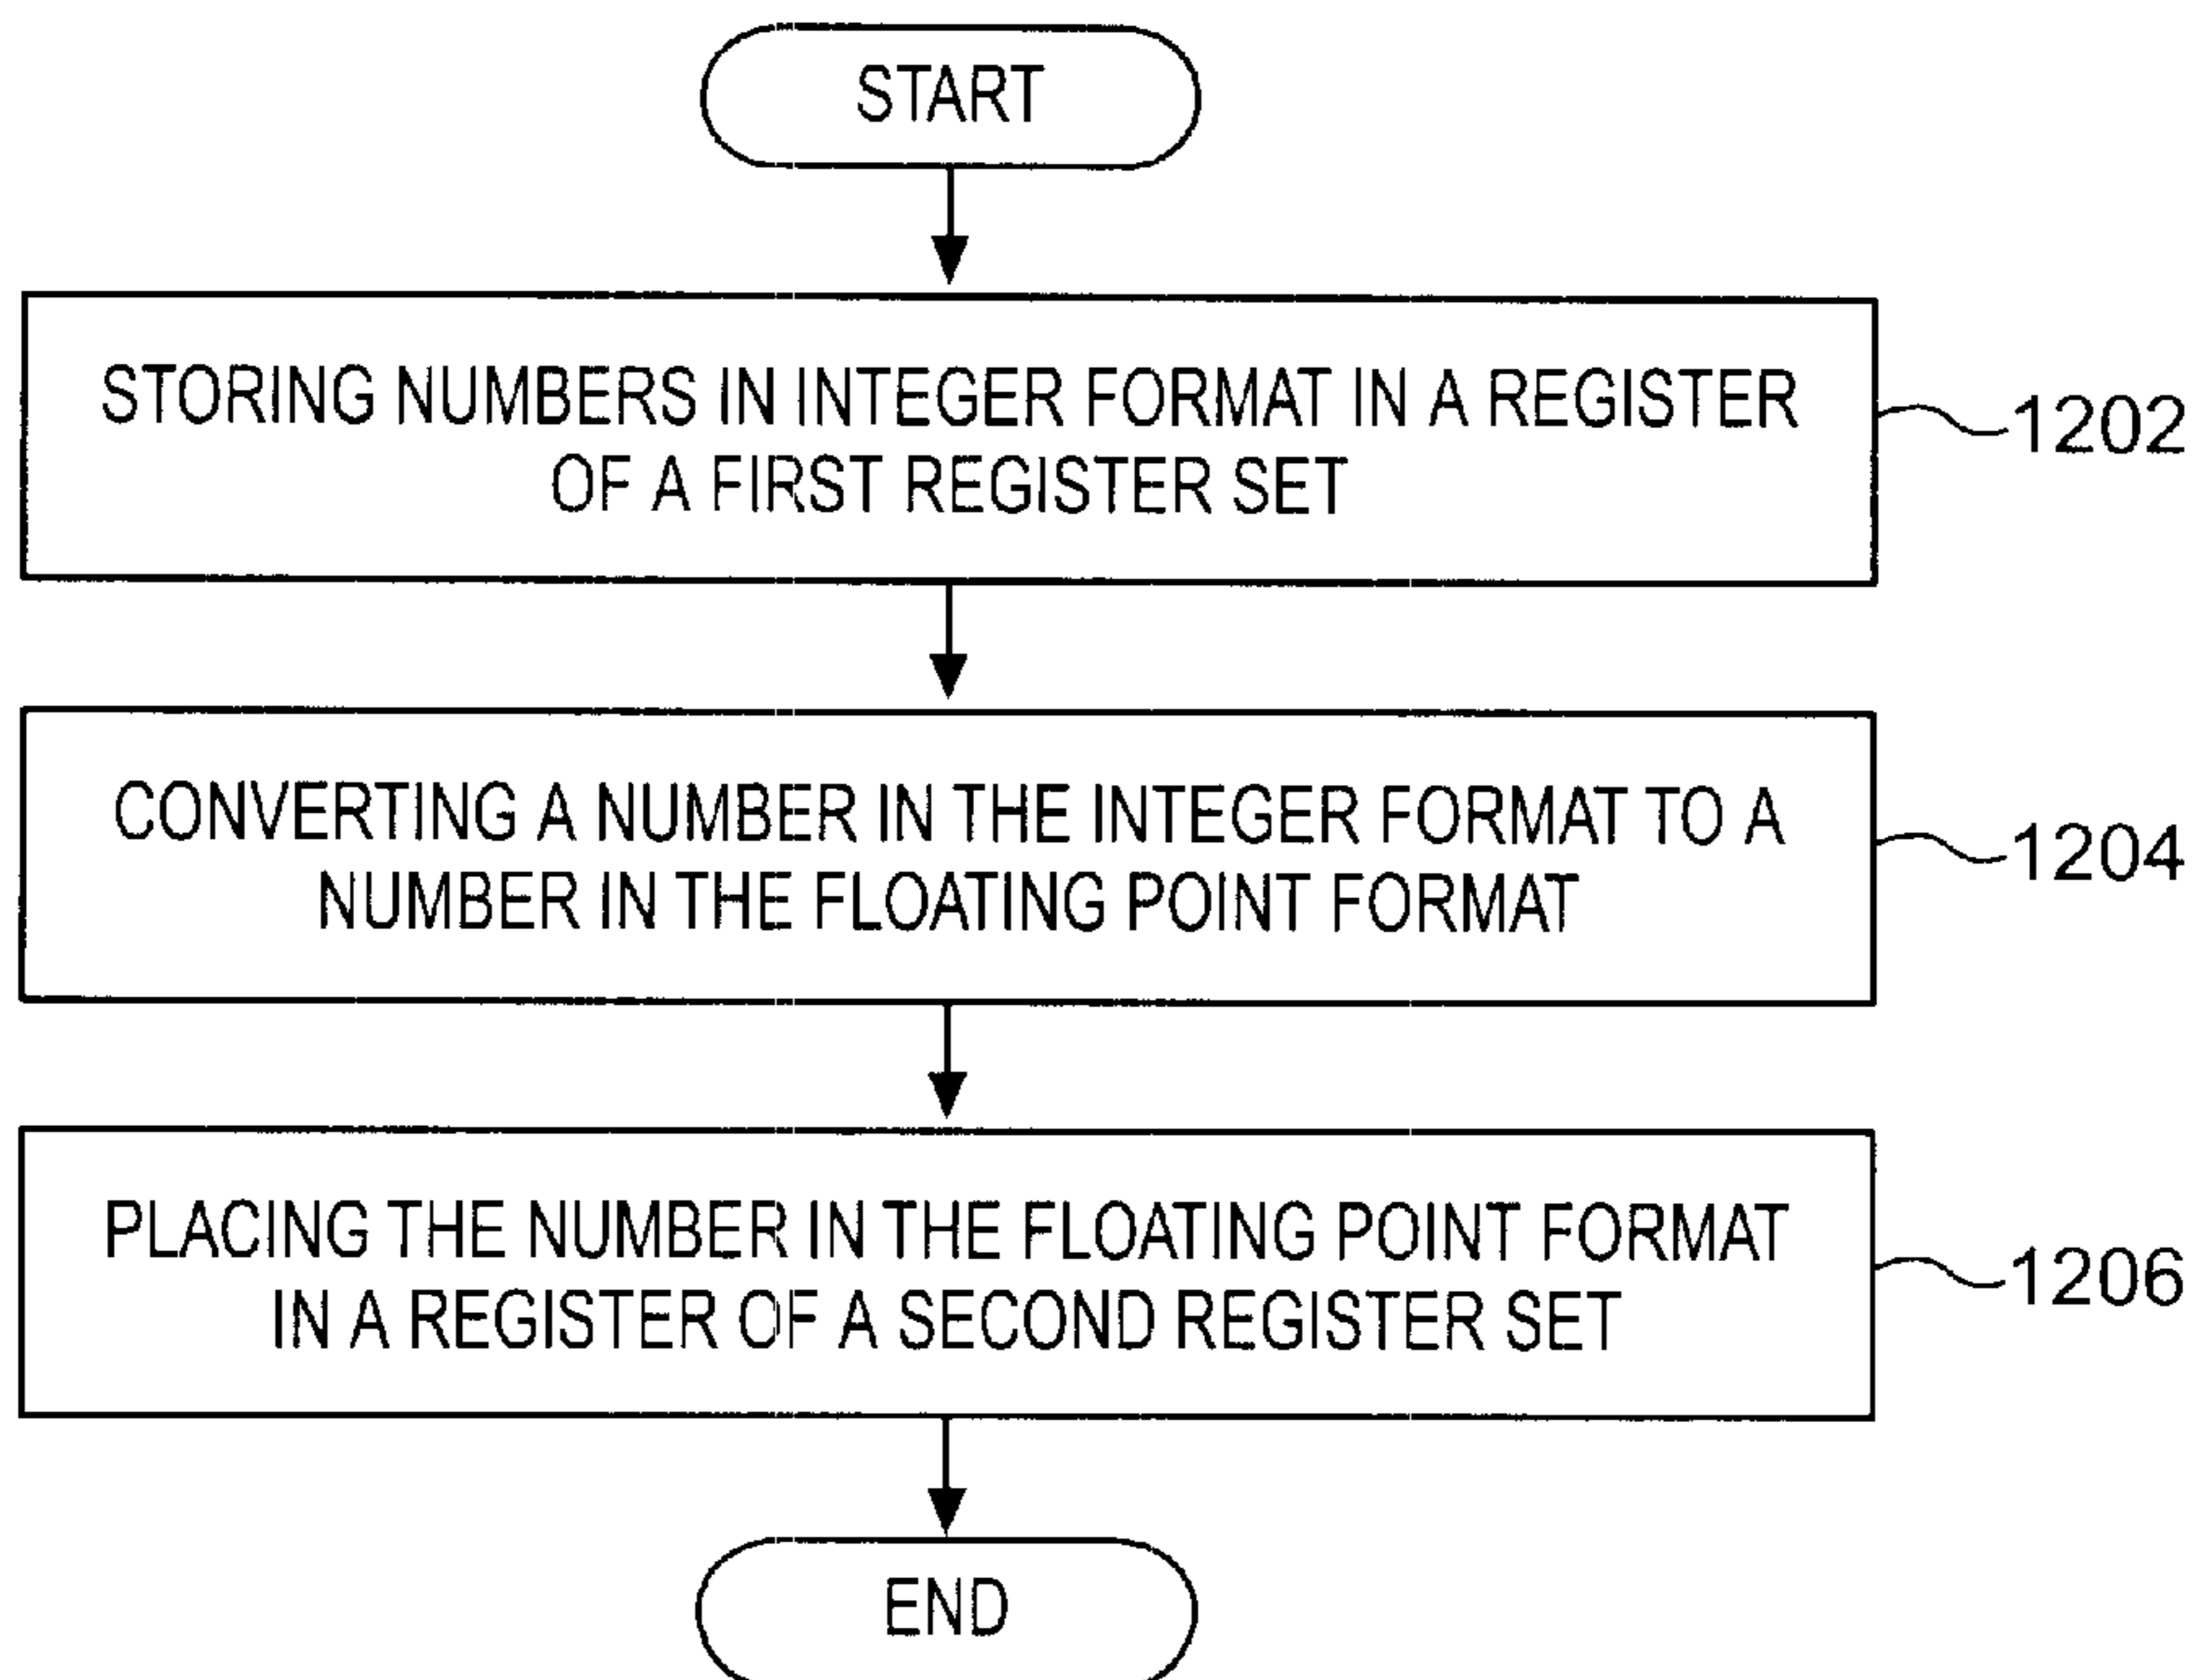 START
STORING NUMBERS IN INTEGER FORMAT IN A REGISTER
OF A FIRST REGISTER SET
1202
CONVERTING A NUMBER IN THE INTEGER FORMAT TO A
NUMBER IN THE FLOATING POINT FORMAT
1204
PLACING THE NUMBER IN THE FLOATING POINT FORMAT
IN A REGISTER OF A SECOND REGISTER SET
1206
END